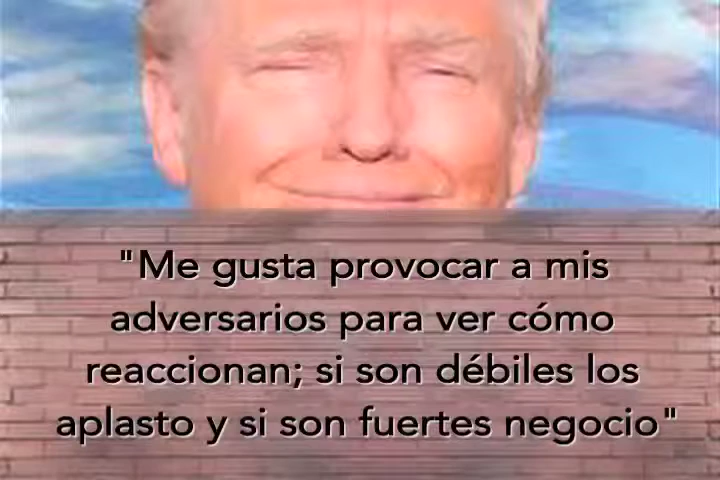 "Me gusta provocar a mis
adversarios para ver cómo
reaccionan; si son débiles los
aplasto y si son fuertes negocio"